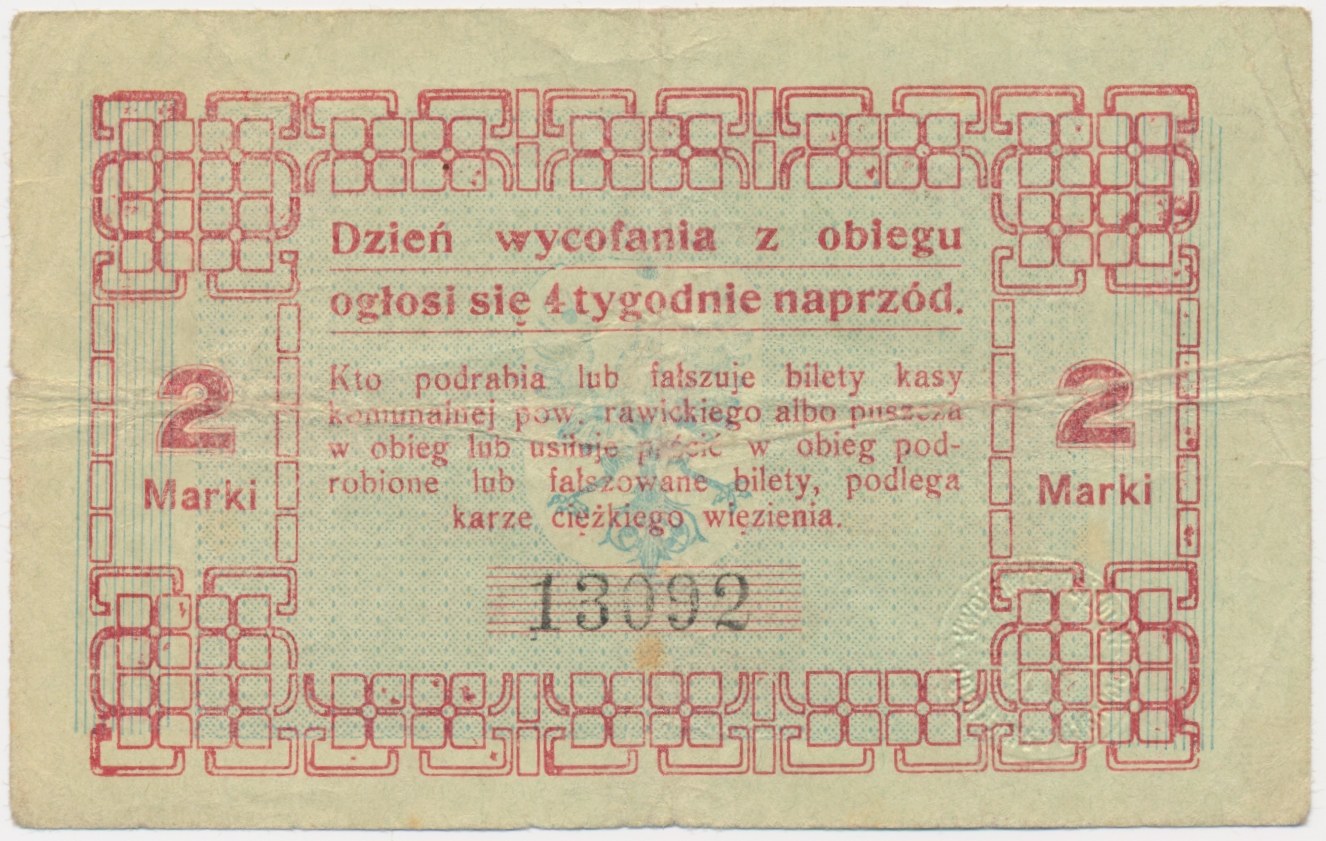 Dzień wycofania z obiegu
ogłosi się 4 tygodnie naprzód.
Kto podrabia lub fałszuje bilety kasy
komunalnej pow. rawickiego albo puszcza
w obieg lub usiłuje puścić w obieg pod-
robione lub fałszowane bilety, podlega
karze ciężkiego więzienia.
2
Marki
2
Marki
13092